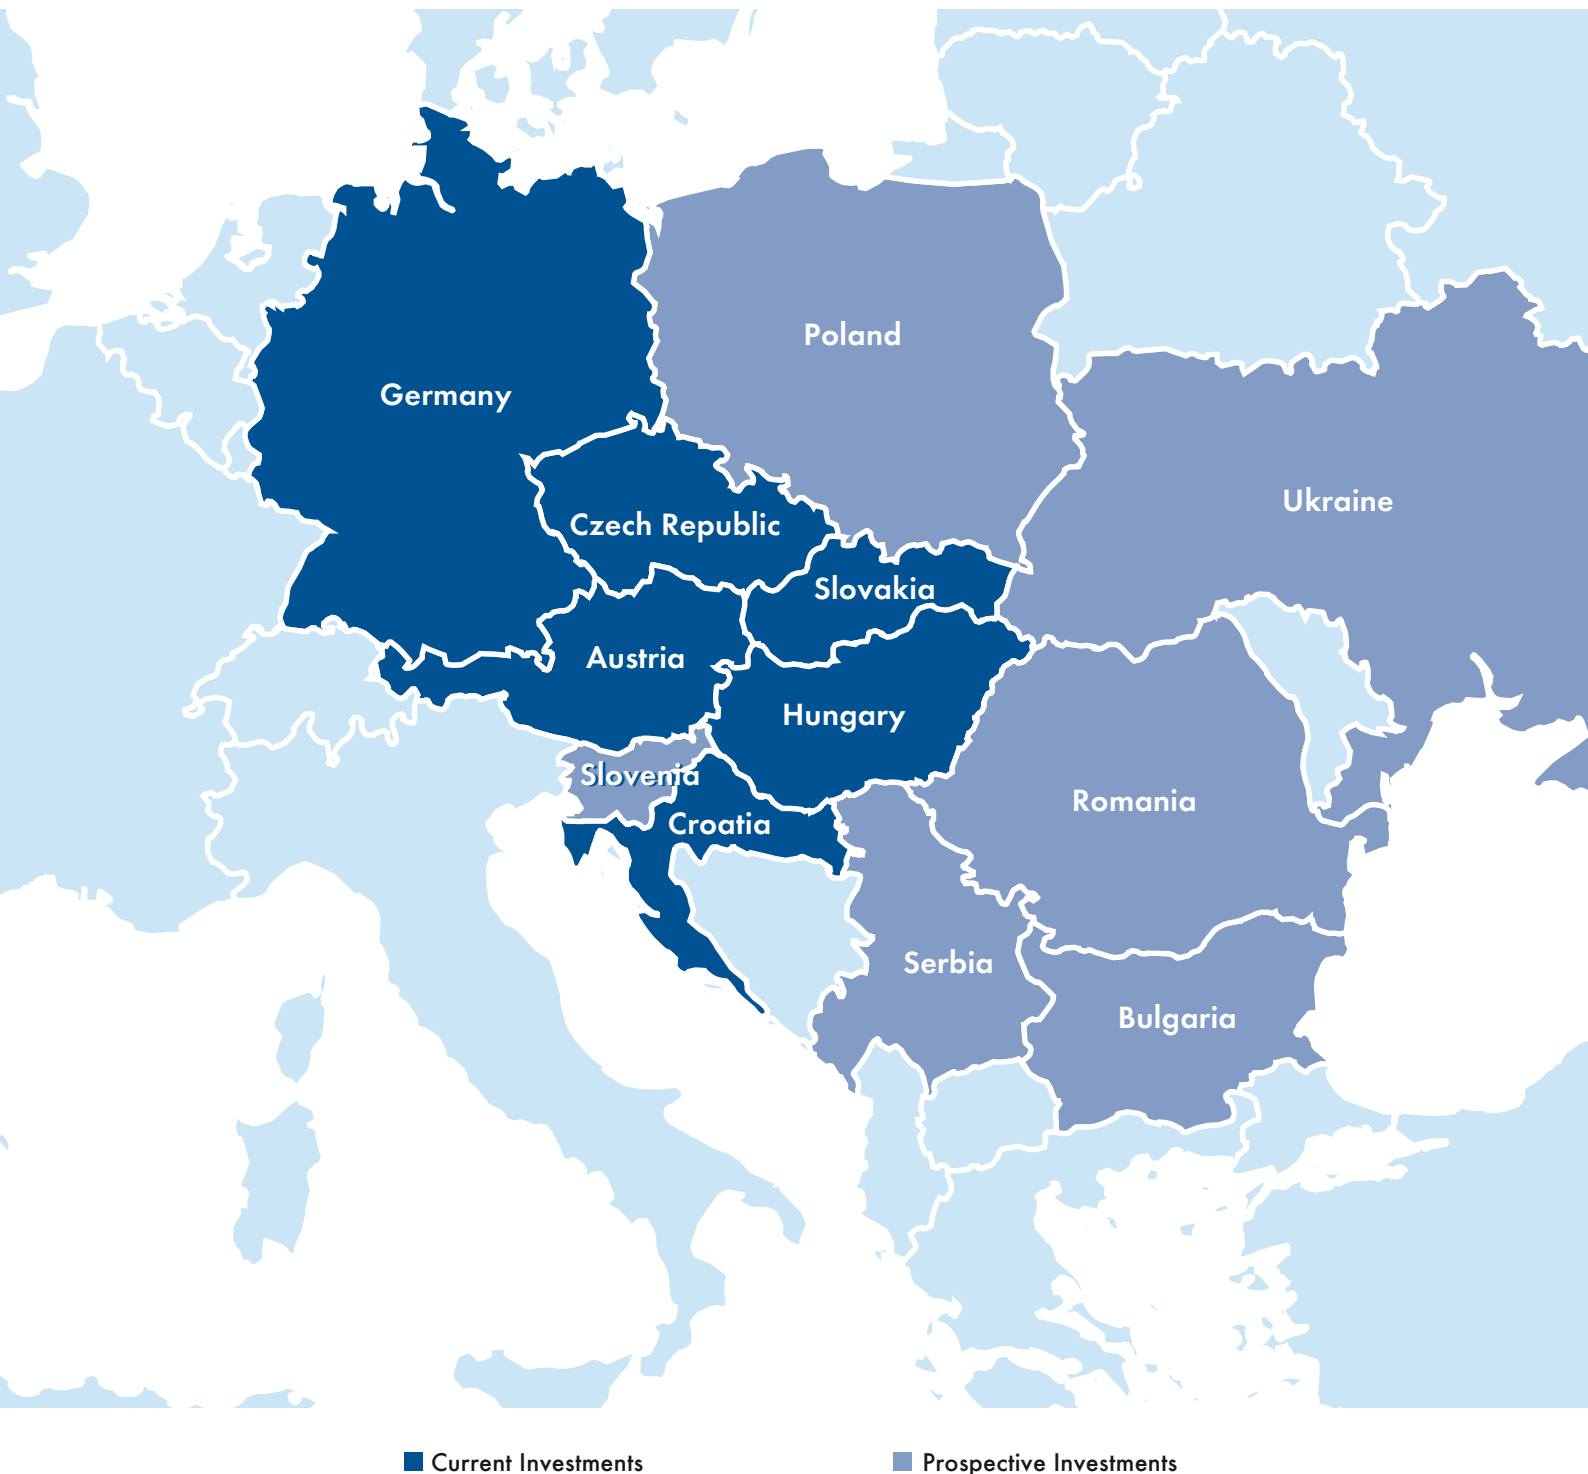 Poland
Germany
Ukraine
Czech Republic
Slovakia
Austria
Hungary
Slovenia
Romania
Croatia
Serbia
Bulgaria
Current Investments
Prospective Investments